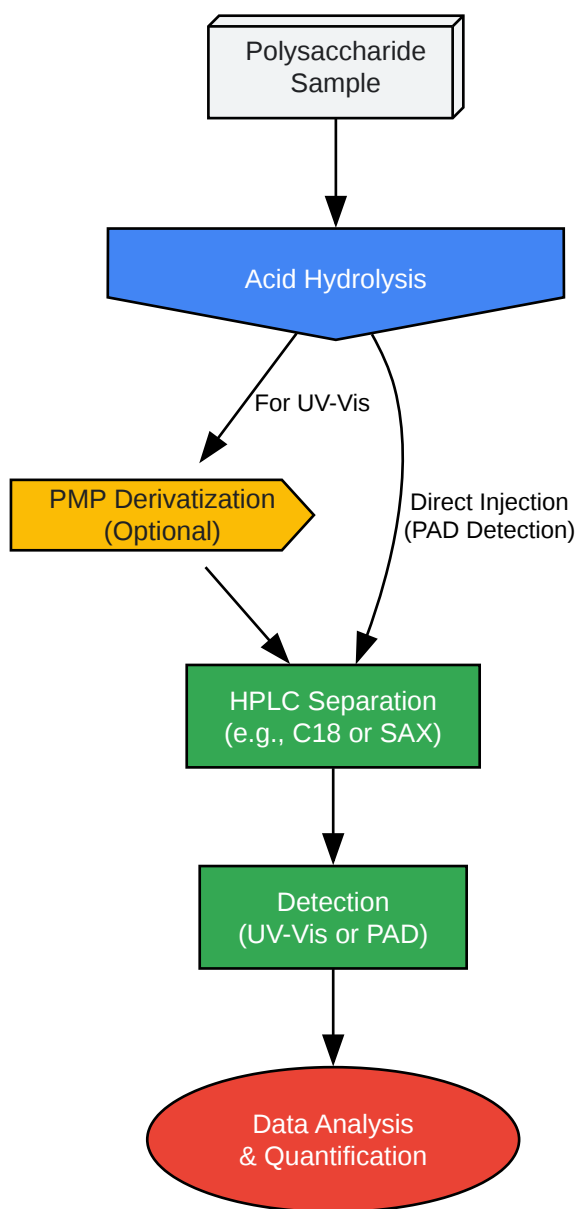 Polysaccharide
Sample
Acid Hydrolysis
For UV-Vis
PMP Derivatization
(Optional)
Direct Injection
(PAD Detection)
HPLC Separation
(e.g., C18 or SAX)
Detection
(UV-Vis or PAD)
Data Analysis
& Quantification